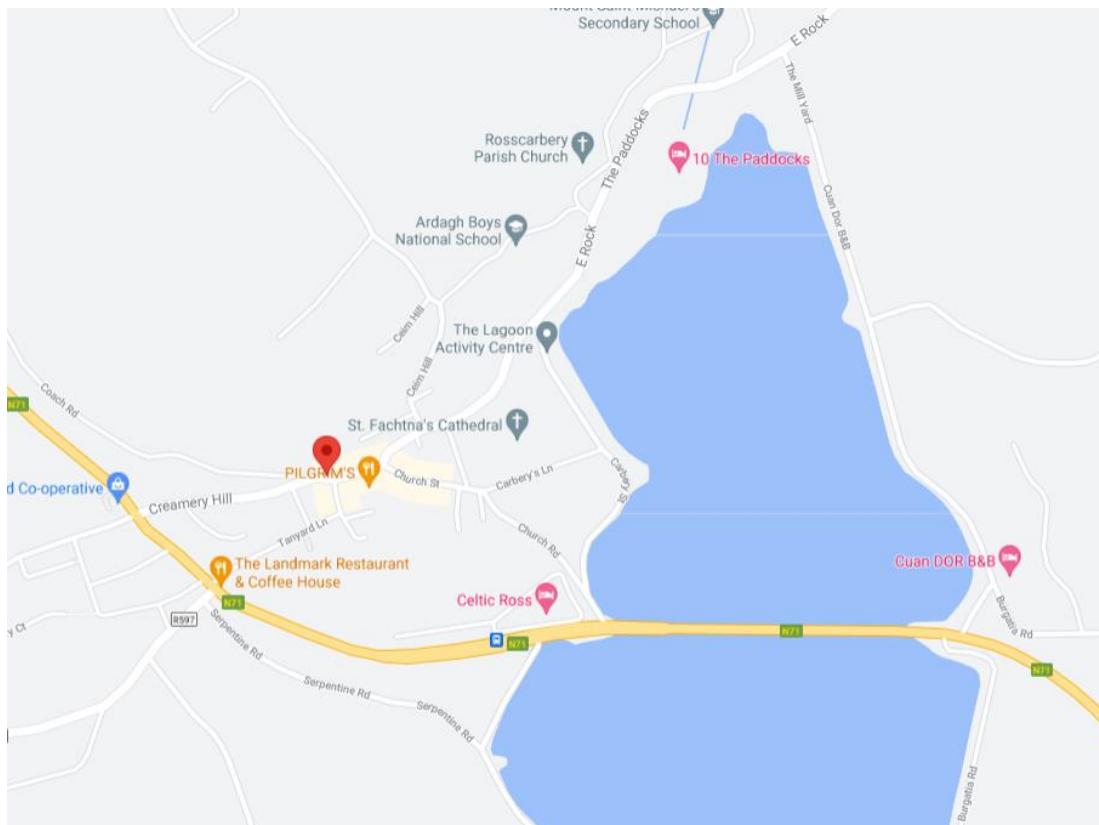 Secondary School
E Rock
The Mill Yard
The Paddocks
Rosscarbery
Parish Church
10 The Paddocks
Cuan Dor B&B
Ardagh Boys
National School
E Rock
Ceim Hill
The Lagoon
Activity Centre
Ceim Hill
Coach Rd
N71
St. Fachtna's Cathedral
PILGRIM'S
Church St
Carbery's Ln
Carbery St
d Co-operative
Creamery Hill
Tanyard Ln
Church Rd
The Landmark Restaurant
& Coffee House
Cuan DOR B&B
Celtic Ross
N71
R597
Burgatia Rd
N71
N71
N71
y Ct
Serpentine Rd
Serpentine Rd
Serpentine Rd
Burgatia Rd